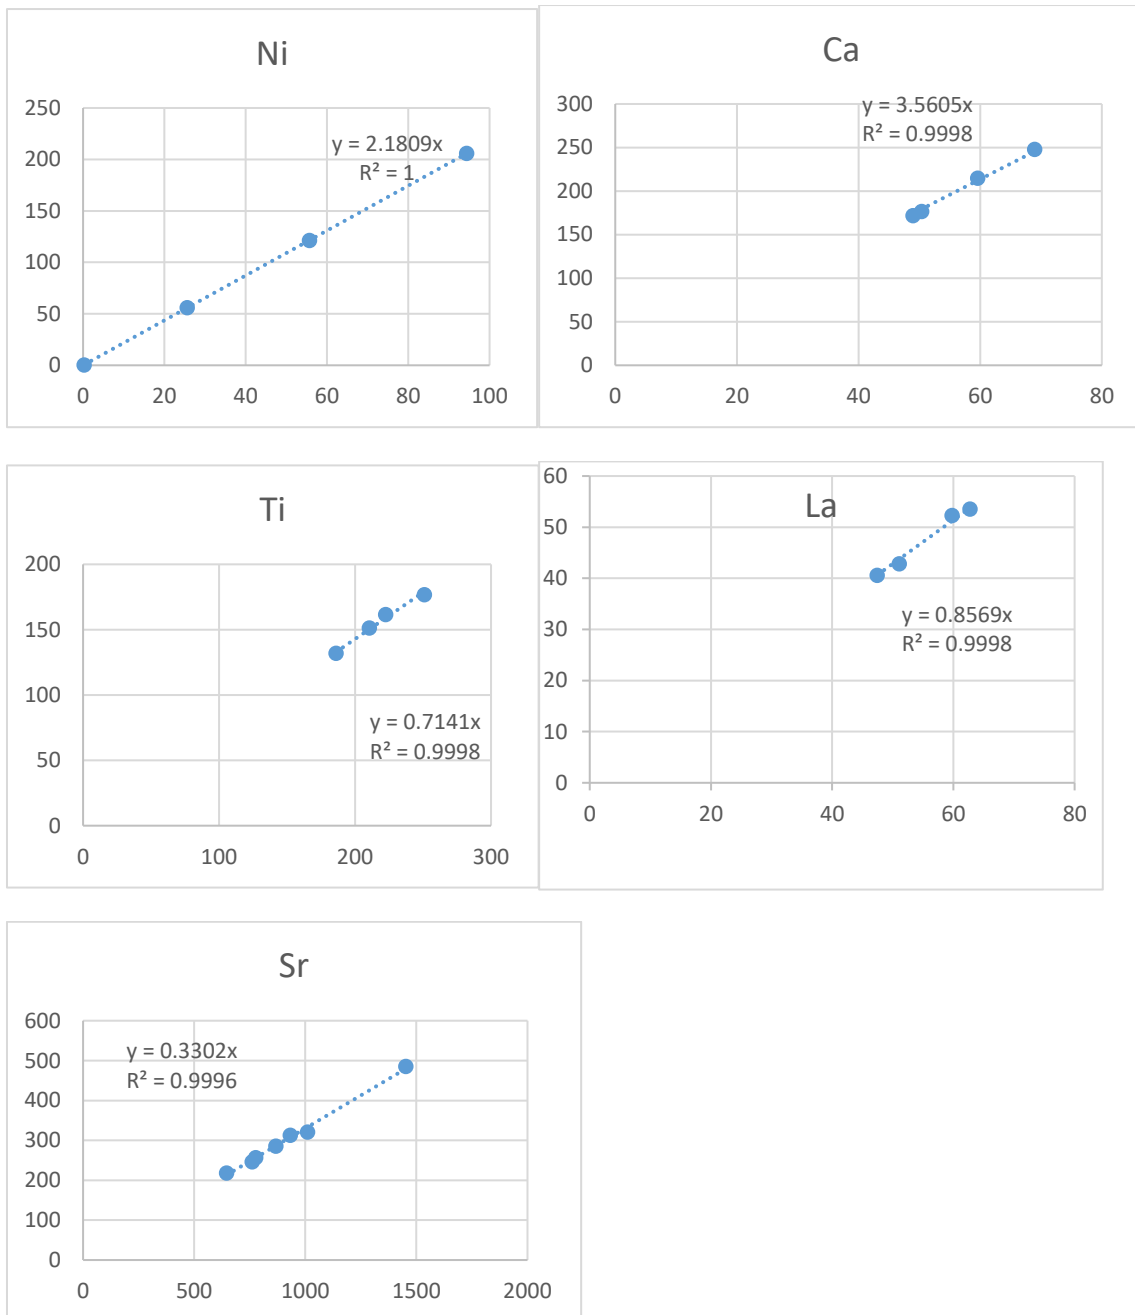 Ni
250
200
150
100
50
0
0 20 40 60 80 100
y = 2.1809x
R² = 1
Ca
300
250
200
150
100
50
0
0 20 40 60 80
y = 3.5605x
R² = 0.9998
Ti
200
150
100
50
0
0 100 200 300
y = 0.7141x
R² = 0.9998
La
60
50
40
30
20
10
0
0 20 40 60 80
y = 0.8569x
R² = 0.9998
Sr
600
500
400
300
200
100
0
0 500 1000 1500 2000
y = 0.3302x
R² = 0.9996